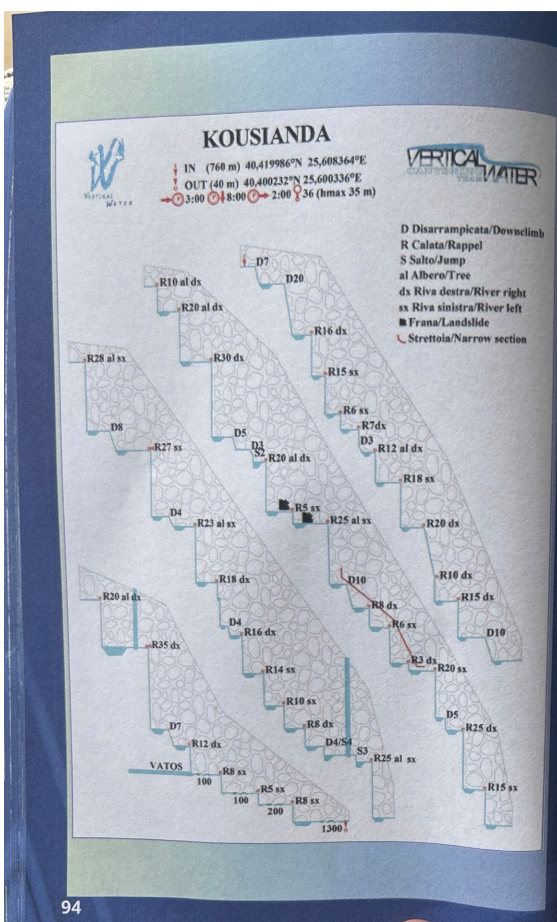 KOUSIANDA
IN (760 m) 40,419986°N 25,608364°E
OUT (40 m) 40,400232°N 25,600336°E
3:00 8:00 2:00 36 (hmax 35 m)
VERTICAL
WATER
VERTICAL
CANYONING
TEAM
WATER
D Disarrampicata/Downclimb
R Calata/Rappel
S Salto/Jump
al Albero/Tree
dx Riva destra/River right
sx Riva sinistra/River left
Frana/Landslide
Strettoia/Narrow section
D7
D20
R16 dx
R15 sx
R6 sx
R7dx
D3
R12 al dx
R18 sx
R20 dx
R10 dx
R15 dx
D10
R10 al dx
R20 al dx
R30 dx
D5
D3
S2
R20 al dx
R5 sx
R25 al sx
D10
R8 dx
R6 sx
R3 dx
R20 sx
D5
R25 dx
R15 sx
R28 al sx
D8
R27 sx
D4
R23 al sx
R18 dx
D4
R16 dx
R14 sx
R10 sx
R8 dx
D4/S4
S3
R25 al sx
R20 al dx
R35 dx
D7
R12 dx
VATOS
100
R8 sx
100
R5 sx
200
R8 sx
1300
94